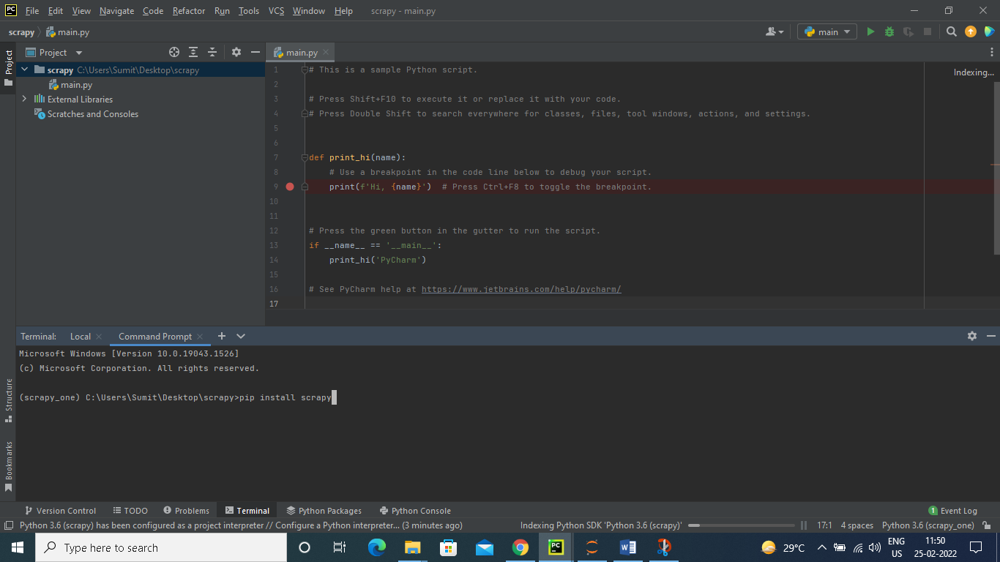 PC File Edit View Navigate Code Refactor Run Tools VCS Window Help scrapy - main.py
scrapy main.py main
Project Project main.py
scrapy C:\Users\Sumit\Desktop\scrapy
main.py
External Libraries
Scratches and Consoles
1 # This is a sample Python script.
Indexing...
2
3 # Press Shift+F10 to execute it or replace it with your code.
4 # Press Double Shift to search everywhere for classes, files, tool windows, actions, and settings.
5
6
7 def print_hi(name):
8 # Use a breakpoint in the code line below to debug your script.
9 print(f'Hi, {name}') # Press Ctrl+F8 to toggle the breakpoint.
10
11
12 # Press the green button in the gutter to run the script.
13 if __name__ == '__main__':
14 print_hi('PyCharm')
15
16 # See PyCharm help at https://www.jetbrains.com/help/pycharm/
17
Terminal: Local Command Prompt
Microsoft Windows [Version 10.0.19043.1526]
(c) Microsoft Corporation. All rights reserved.
(scrapy_one) C:\Users\Sumit\Desktop\scrapy>pip install scrapy
Structure
Bookmarks
Version Control TODO Problems Terminal Python Packages Python Console 1 Event Log
Python 3.6 (scrapy) has been configured as a project interpreter // Configure a Python interpreter... (3 minutes ago) Indexing Python SDK 'Python 3.6 (scrapy)' 17:1 4 spaces Python 3.6 (scrapy_one)
Type here to search PC W 29°C ENG US 11:50 25-02-2022